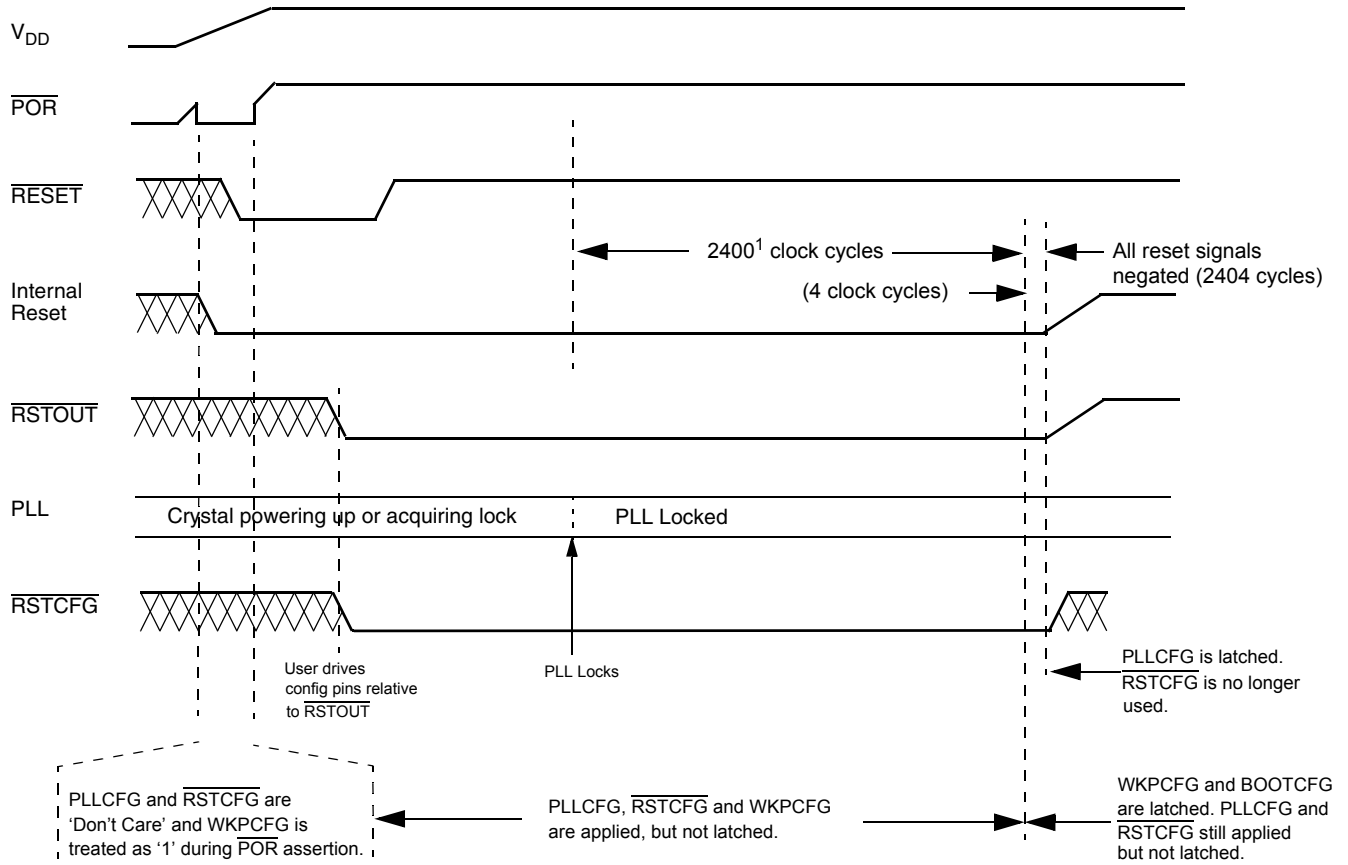 VDD
POR
RESET
2400¹ clock cycles
All reset signals
negated (2404 cycles)
(4 clock cycles)
Internal
Reset
RSTOUT
PLL
Crystal powering up or acquiring lock
PLL Locked
RSTCFG
User drives
config pins relative
to RSTOUT
PLL Locks
PLLCFG is latched.
RSTCFG is no longer
used.
PLLCFG and RSTCFG are
‘Don’t Care’ and WKPCFG is
treated as ‘1’ during POR assertion.
PLLCFG, RSTCFG and WKPCFG
are applied, but not latched.
WKPCFG and BOOTCFG
are latched. PLLCFG and
RSTCFG still applied
but not latched.